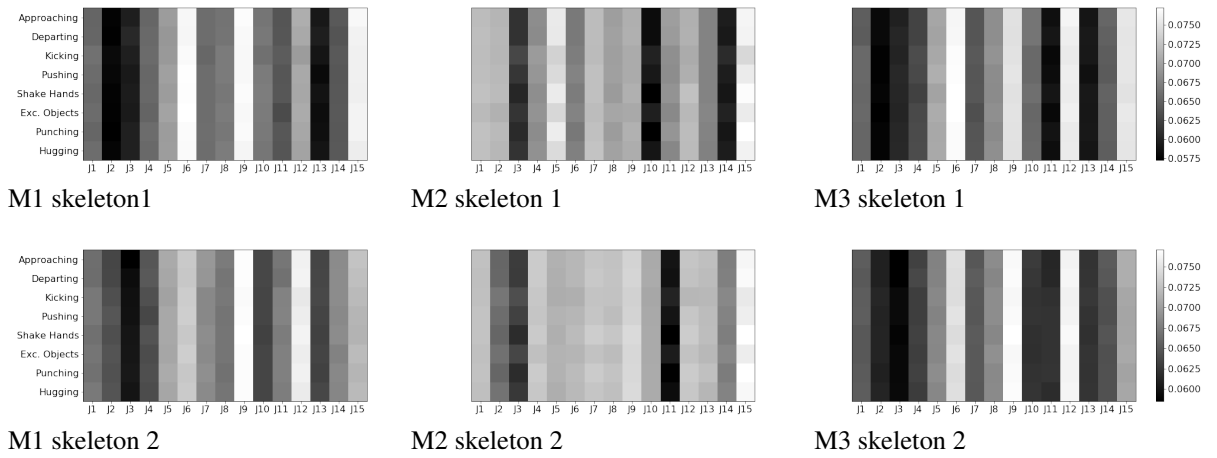 Approaching
Departing
Kicking
Pushing
Shake Hands
Exc. Objects
Punching
Hugging
J1 J2 J3 J4 J5 J6 J7 J8 J9 J10 J11 J12 J13 J14 J15
J1 J2 J3 J4 J5 J6 J7 J8 J9 J10 J11 J12 J13 J14 J15
J1 J2 J3 J4 J5 J6 J7 J8 J9 J10 J11 J12 J13 J14 J15
0.0750
0.0725
0.0700
0.0675
0.0650
0.0625
0.0600
0.0575
M1 skeleton1
M2 skeleton 1
M3 skeleton 1
Approaching
Departing
Kicking
Pushing
Shake Hands
Exc. Objects
Punching
Hugging
J1 J2 J3 J4 J5 J6 J7 J8 J9 J10 J11 J12 J13 J14 J15
J1 J2 J3 J4 J5 J6 J7 J8 J9 J10 J11 J12 J13 J14 J15
J1 J2 J3 J4 J5 J6 J7 J8 J9 J10 J11 J12 J13 J14 J15
0.0750
0.0725
0.0700
0.0675
0.0650
0.0625
0.0600
M1 skeleton 2
M2 skeleton 2
M3 skeleton 2